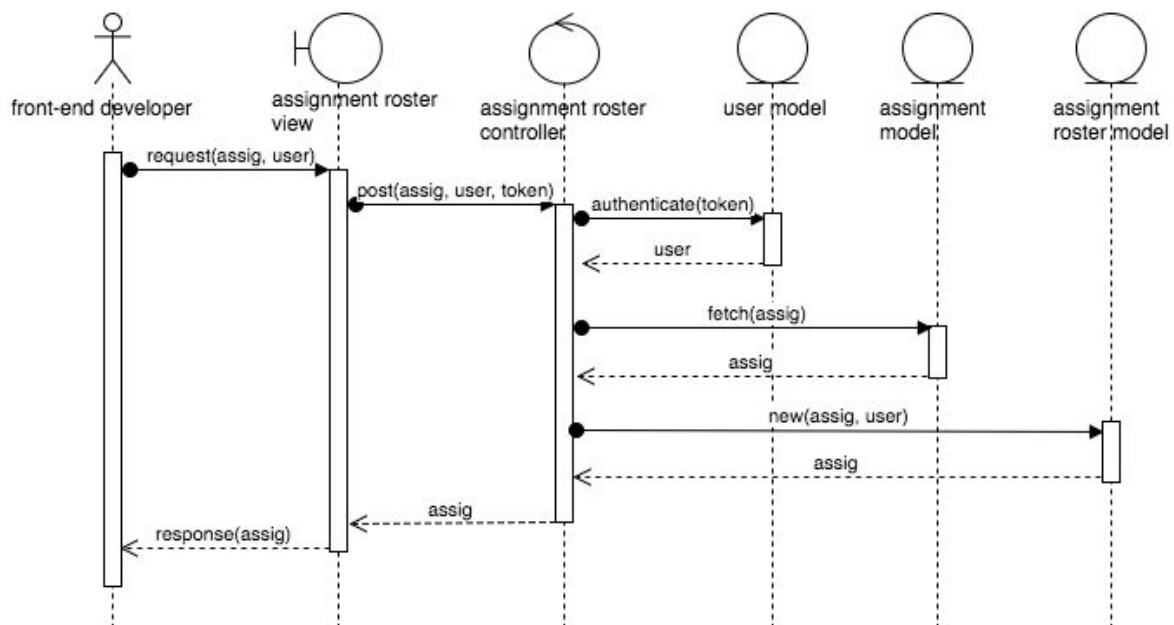 front-end developer
assignment roster
view
assignment roster
controller
user model
assignment
model
assignment
roster model
request(assig, user)
post(assig, user, token)
authenticate(token)
user
fetch(assig)
assig
new(assig, user)
assig
assig
response(assig)